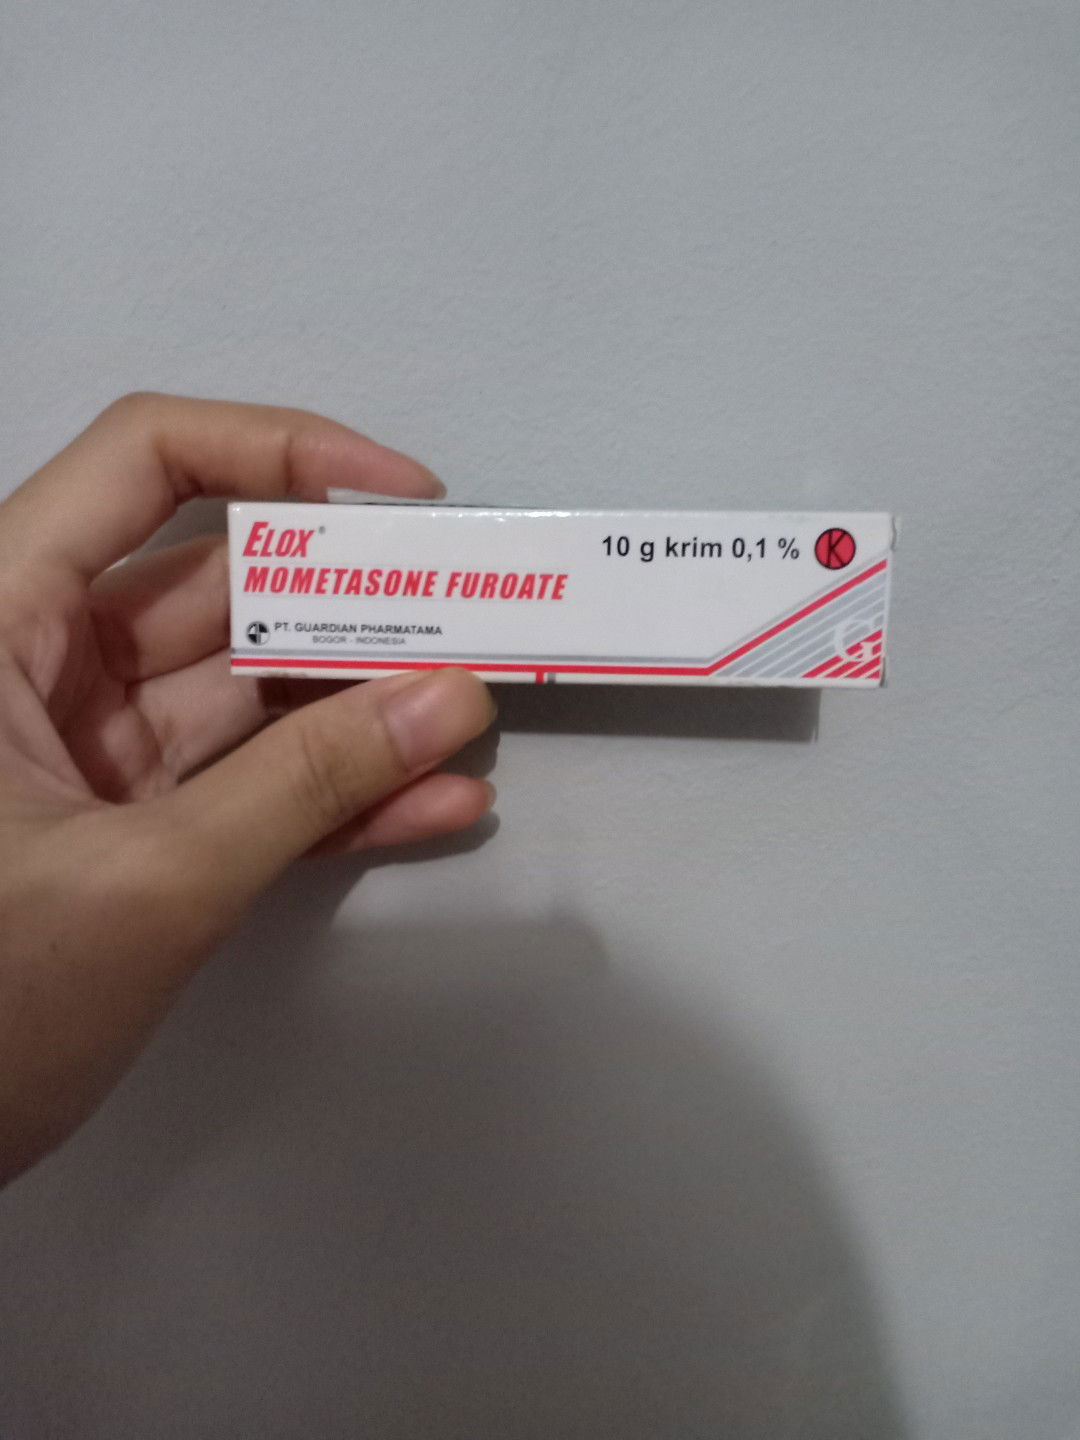 ELOX®
MOMETASONE FUROATE
10 g krim 0,1 % K
PT. GUARDIAN PHARMATAMA
BOGOR - INDONESIA
G